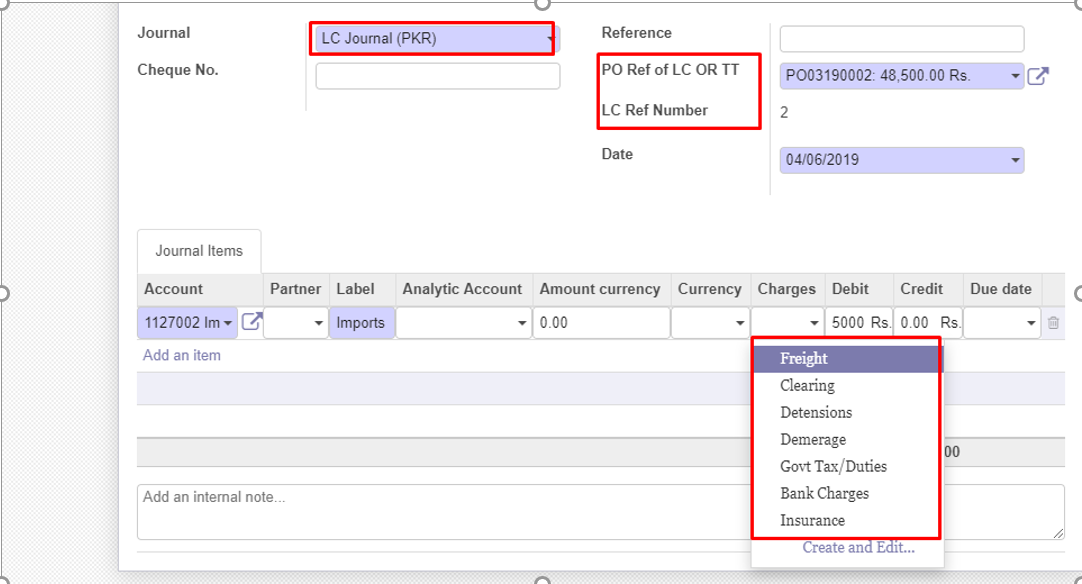 Journal LC Journal (PKR) Reference
Cheque No. PO Ref of LC OR TT PO03190002: 48,500.00 Rs.
LC Ref Number 2
Date 04/06/2019
Journal Items
Account Partner Label Analytic Account Amount currency Currency Charges Debit Credit Due date
1127002 Im Imports 0.00 5000 Rs. 0.00 Rs.
Add an item
Freight
Clearing
Detensions
Demerage
00
Govt Tax/Duties
Bank Charges
Add an internal note...
Insurance
Create and Edit...